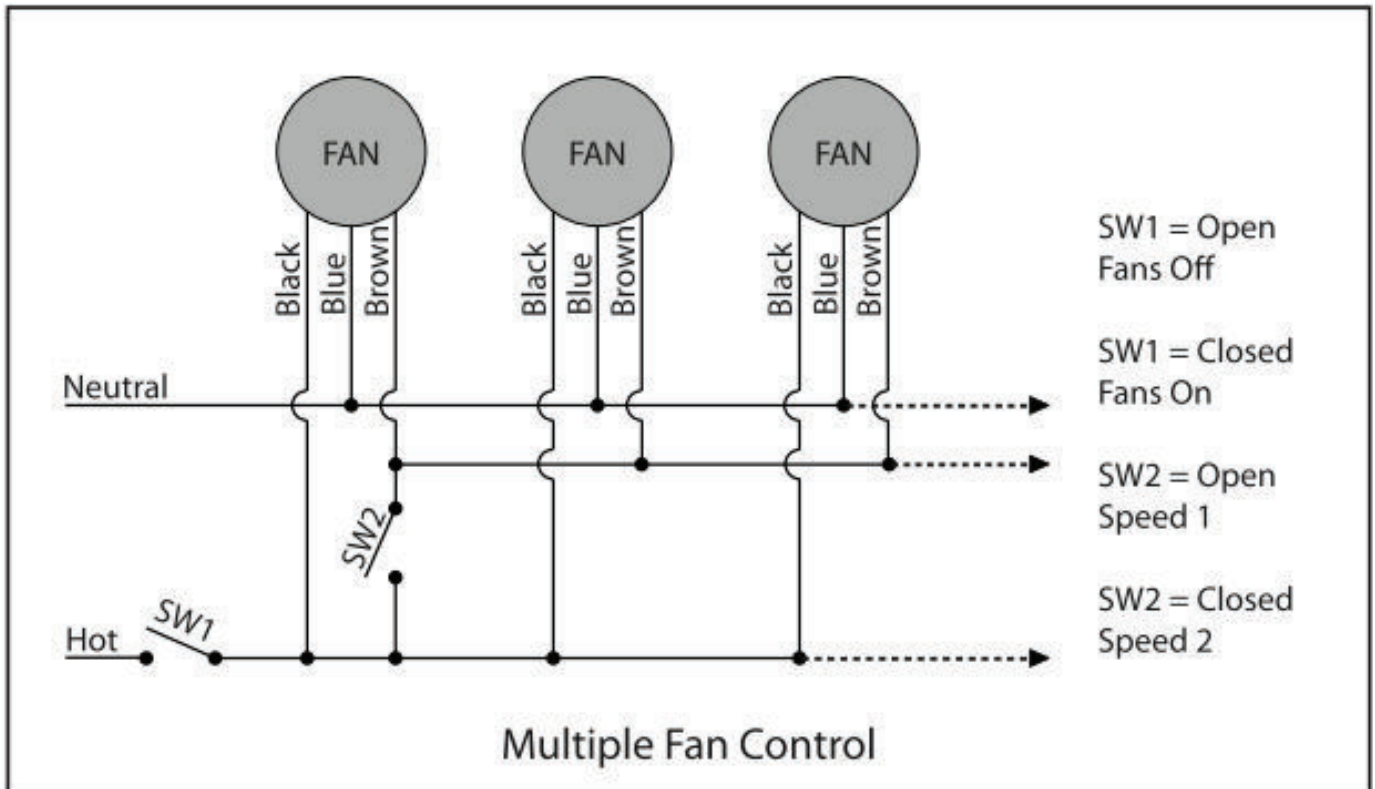 FAN
FAN
FAN
Black
Blue
Brown
Black
Blue
Brown
Black
Blue
Brown
SW1 = Open
Fans Off
SW1 = Closed
Fans On
SW2 = Open
Speed 1
SW2 = Closed
Speed 2
Neutral
SW2
Hot
SW1
Multiple Fan Control